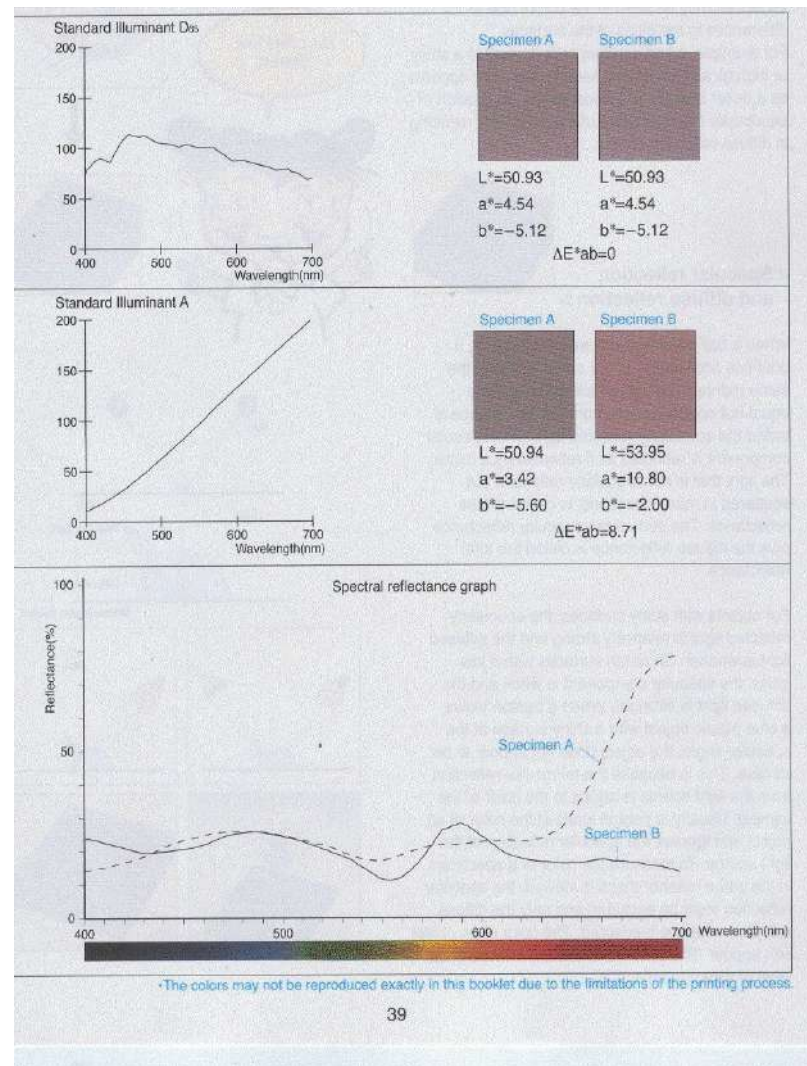 Standard Illuminant D65
200
150
100
50
0
400 500 600 700
Wavelength(nm)
Specimen A Specimen B
L*=50.93 L*=50.93
a*=4.54 a*=4.54
b*=−5.12 b*=−5.12
ΔE*ab=0
Standard Illuminant A
200
150
100
50
0
400 500 600 700
Wavelength(nm)
Specimen A Specimen B
L*=50.94 L*=53.95
a*=3.42 a*=10.80
b*=−5.60 b*=−2.00
ΔE*ab=8.71
Spectral reflectance graph
100
Reflectance(%)
50
0
Specimen A
Specimen B
400 500 600 700 Wavelength(nm)
•The colors may not be reproduced exactly in this booklet due to the limitations of the printing process.
39